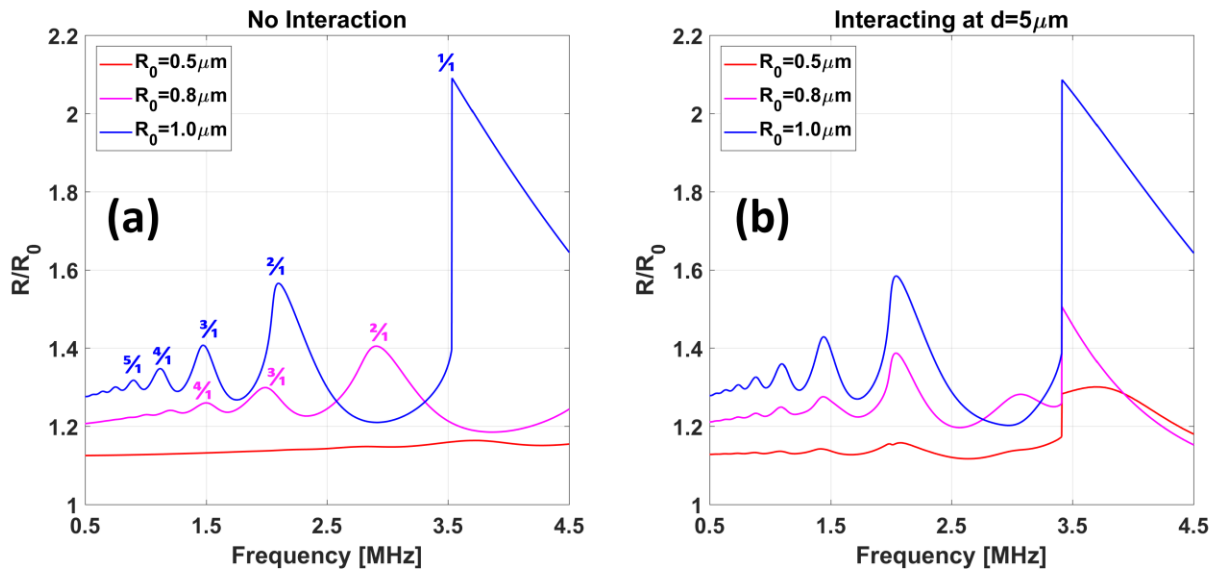 No Interaction
R₀=0.5μm
R₀=0.8μm
R₀=1.0μm
(a)
2.2
2
1.8
1.6
1.4
1.2
1
R/R₀
⅟₁
²⁄₁
³⁄₁
⁴⁄₁
⁵⁄₁
²⁄₁
³⁄₁
⁴⁄₁
0.5 1.5 2.5 3.5 4.5
Frequency [MHz]
Interacting at d=5μm
R₀=0.5μm
R₀=0.8μm
R₀=1.0μm
(b)
2.2
2
1.8
1.6
1.4
1.2
1
R/R₀
0.5 1.5 2.5 3.5 4.5
Frequency [MHz]